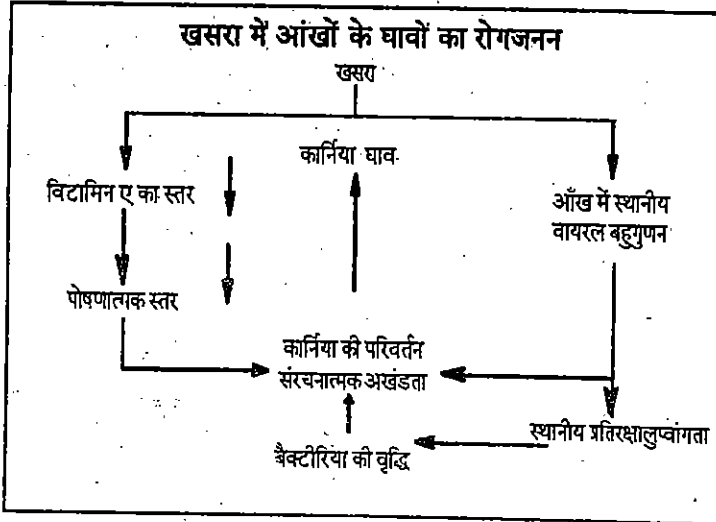 खसरा में आंखों के घावों का रोगजनन
खसरा
कार्निया घाव
विटामिन ए का स्तर
आँख में स्थानीय
वायरल बहुगुणन
पोषणात्मक स्तर
कार्निया की परिवर्तन
संरचनात्मक अखंडता
स्थानीय प्रतिरक्षालुप्वांगता
बैक्टीरिया की वृद्धि